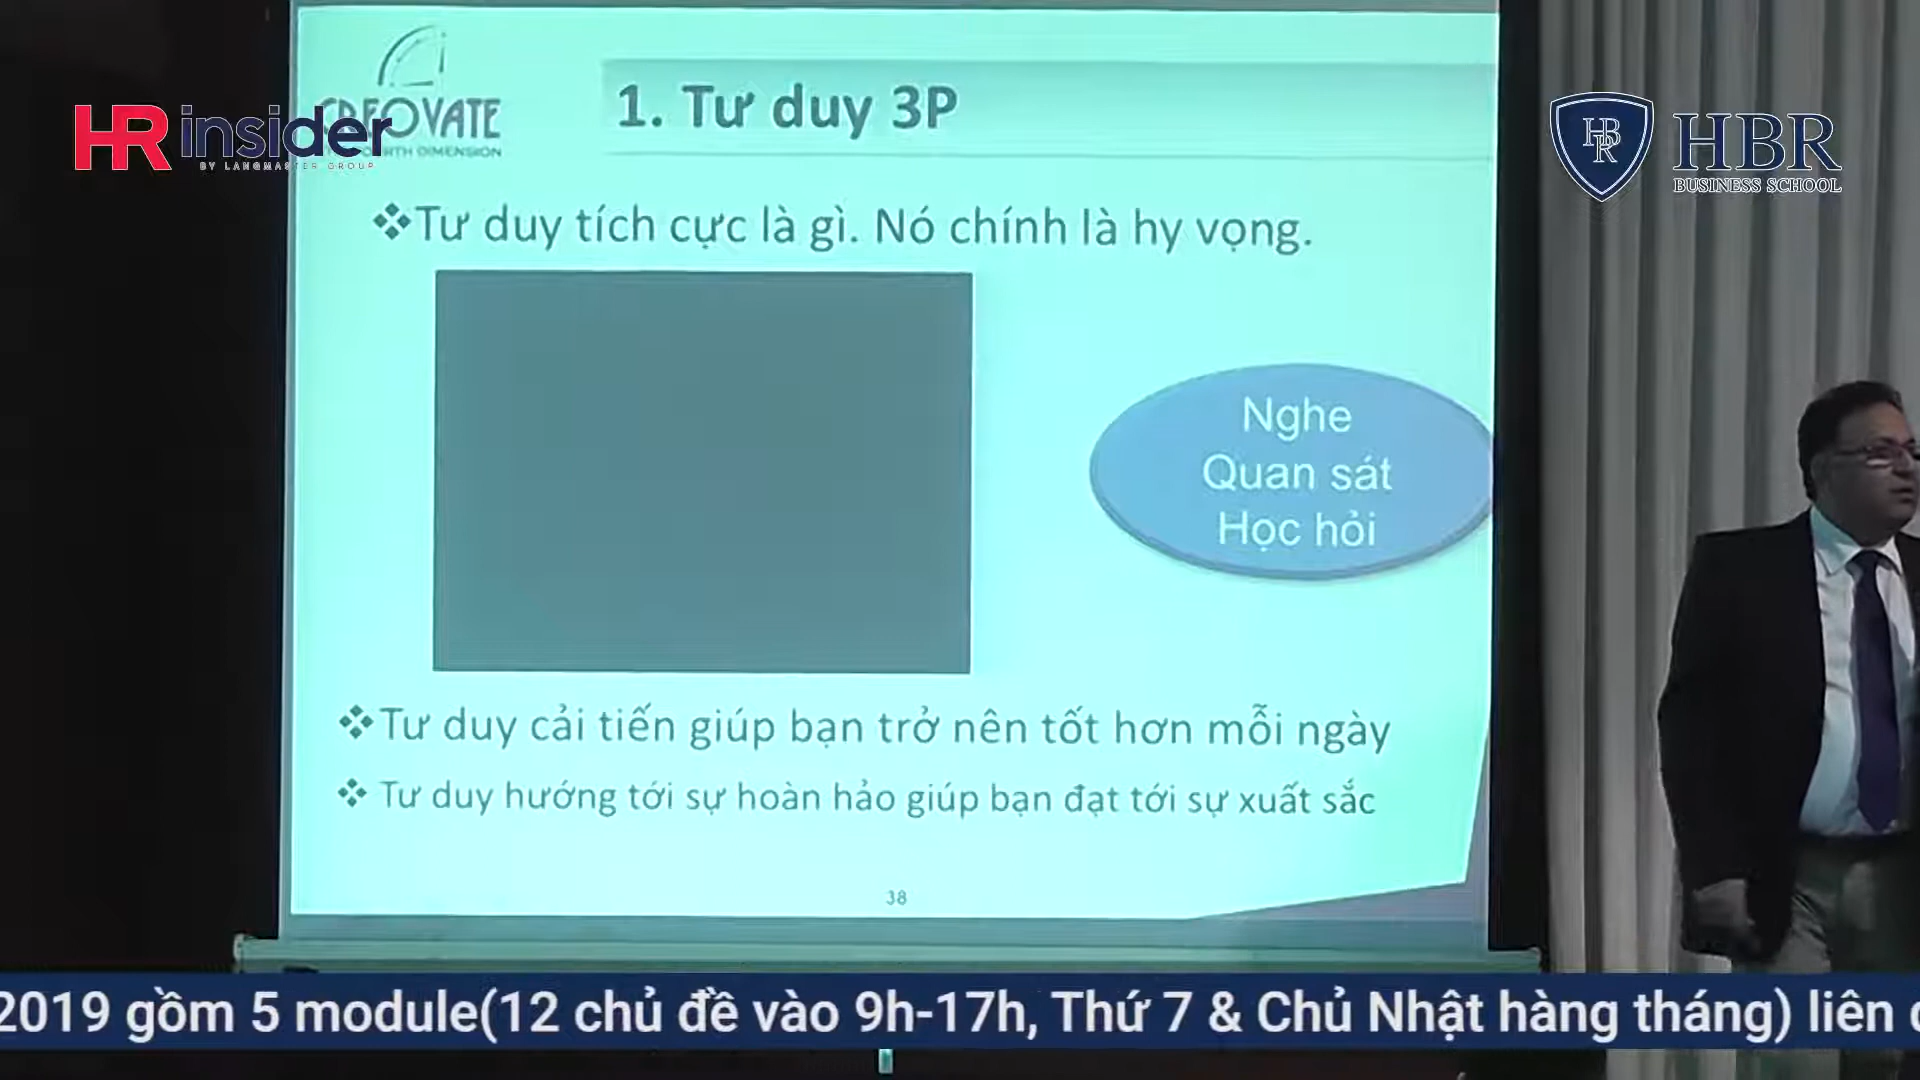 HR insider
BY LANGMASTER GROUP
CREOVATE
FOURTH DIMENSION
1. Tư duy 3P
HBR
BUSINESS SCHOOL
❖Tư duy tích cực là gì. Nó chính là hy vọng.
Nghe
Quan sát
Học hỏi
❖Tư duy cải tiến giúp bạn trở nên tốt hơn mỗi ngày
❖ Tư duy hướng tới sự hoàn hảo giúp bạn đạt tới sự xuất sắc
38
2019 gồm 5 module(12 chủ đề vào 9h-17h, Thứ 7 & Chủ Nhật hàng tháng) liên